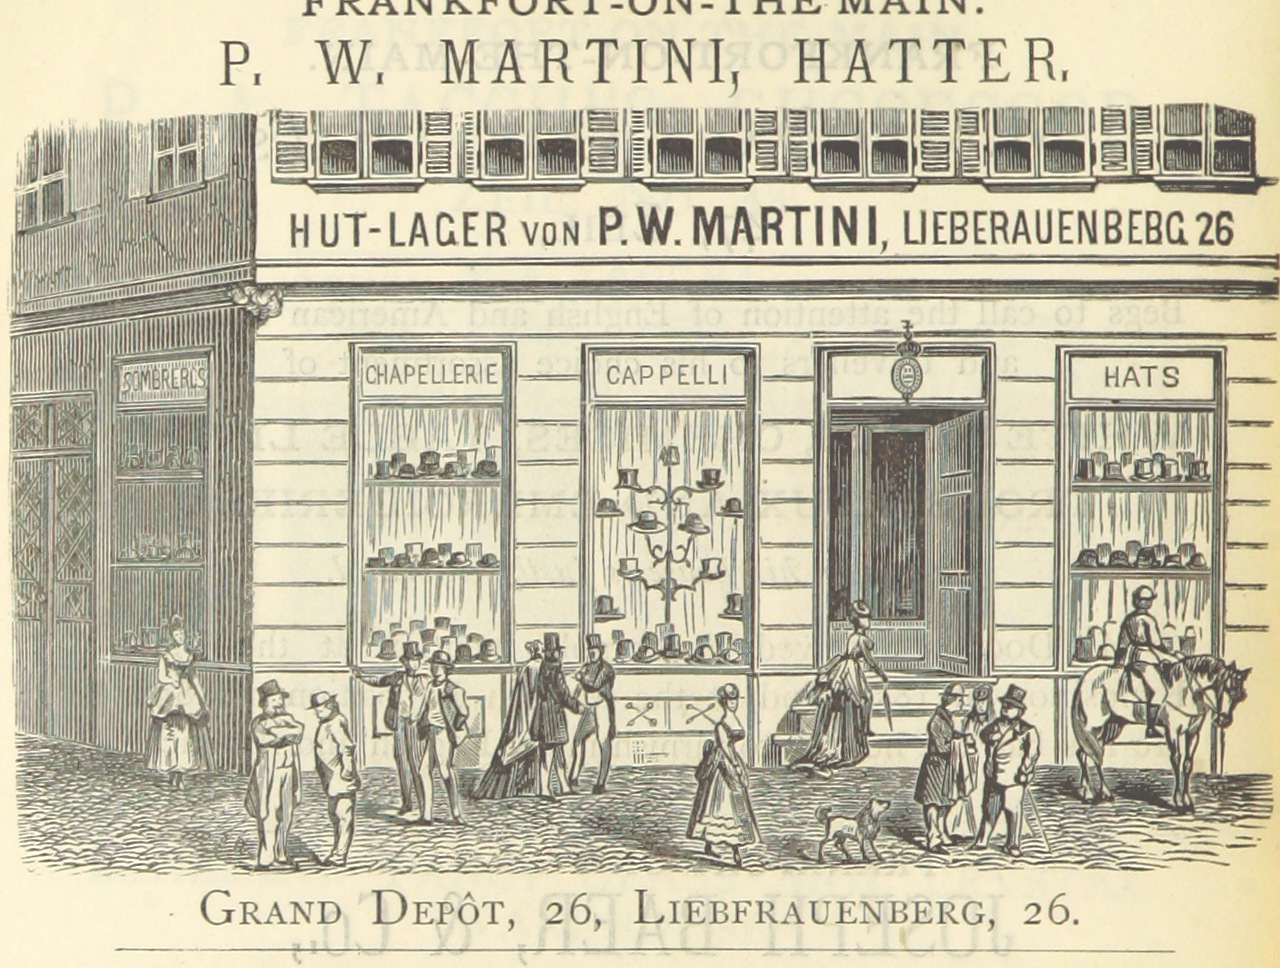 FRANKFORT-ON-THE-MAIN.
P. W. MARTINI, HATTER.
HUT-LAGER VON P. W. MARTINI, LIEBERAUENBEBG 26
SOMBRERLS
CHAPELLERIE
CAPPELLI
HATS
GRAND DEPÔT, 26, LIEBFRAUENBERG, 26.